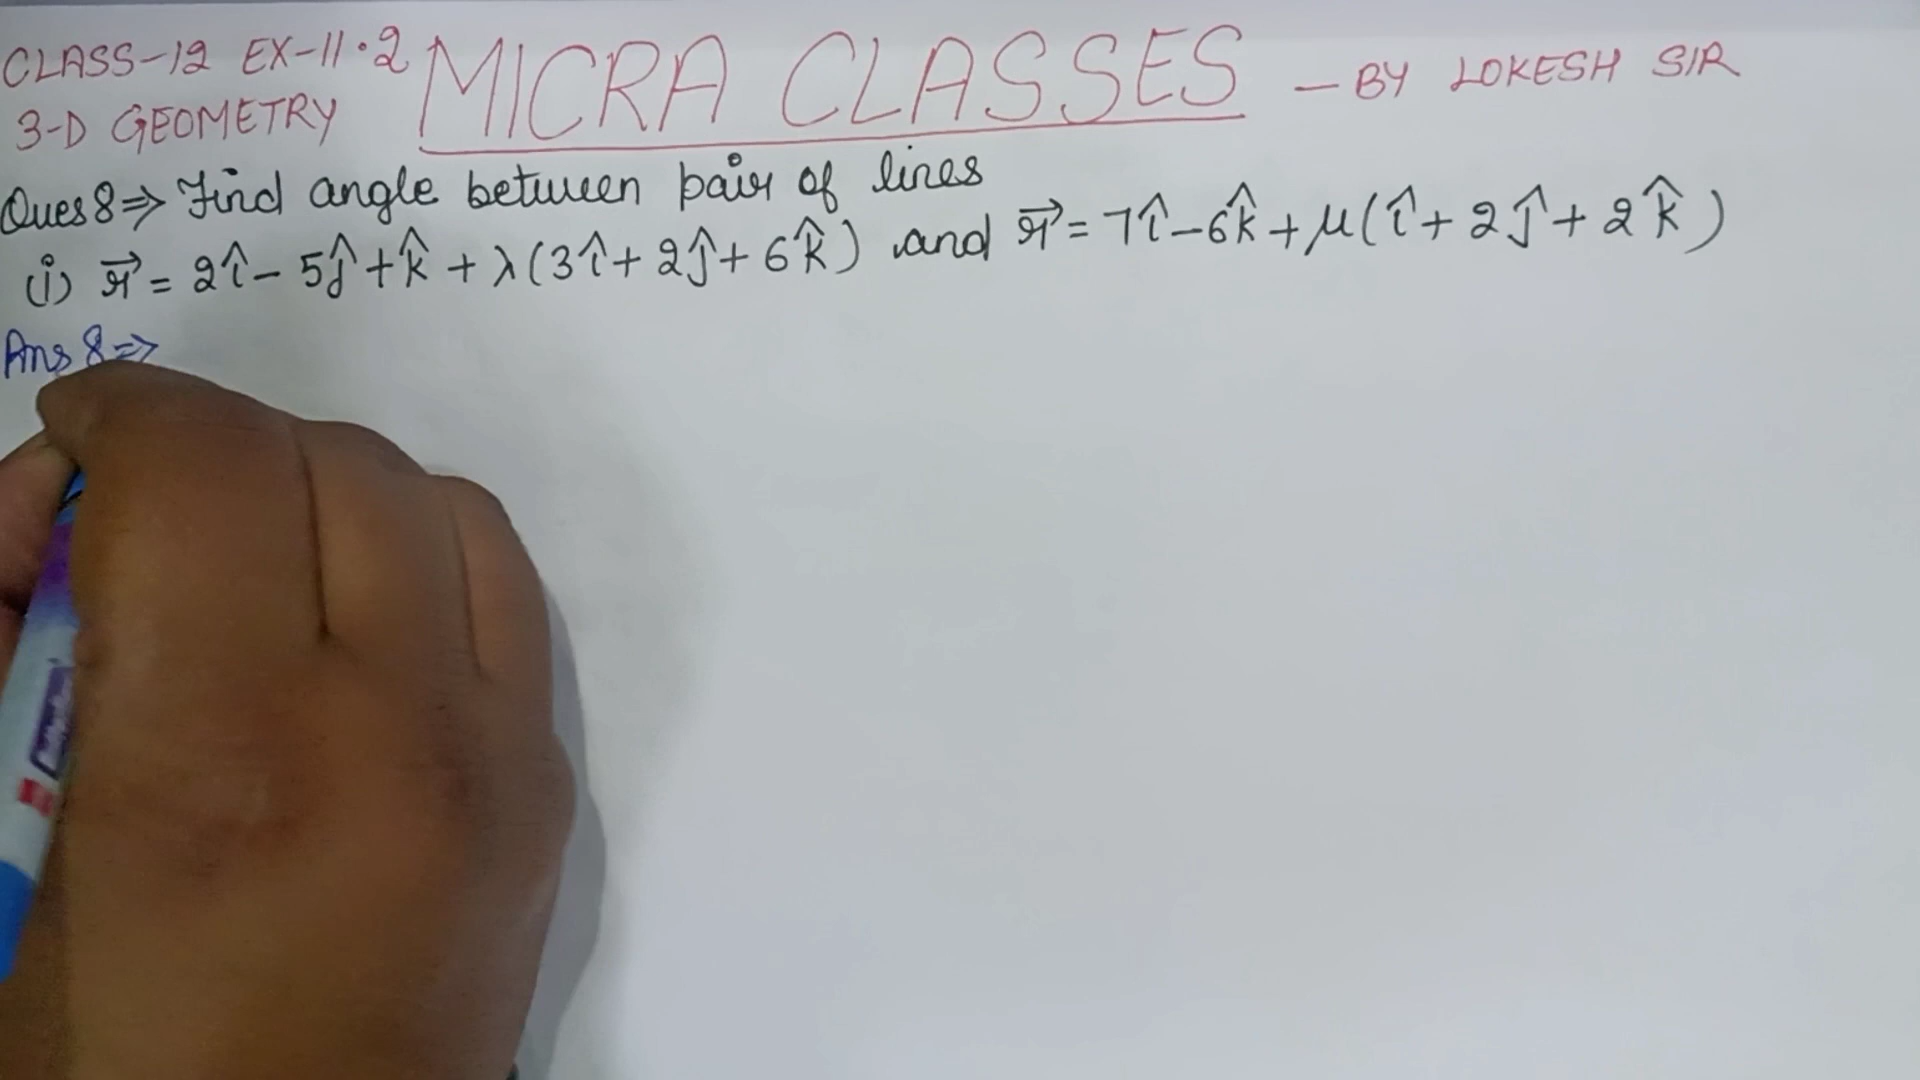 CLASS-12 EX-11.2 MICRA CLASSES - BY LOKESH SIR
3-D GEOMETRY
Ques 8⇒ Find angle between pair of lines
(i) r⃗ = 2î - 5ĵ + k̂ + λ(3î + 2ĵ + 6k̂) and r⃗ = 7î - 6k̂ + μ(î + 2ĵ + 2k̂)
Ans 8⇒